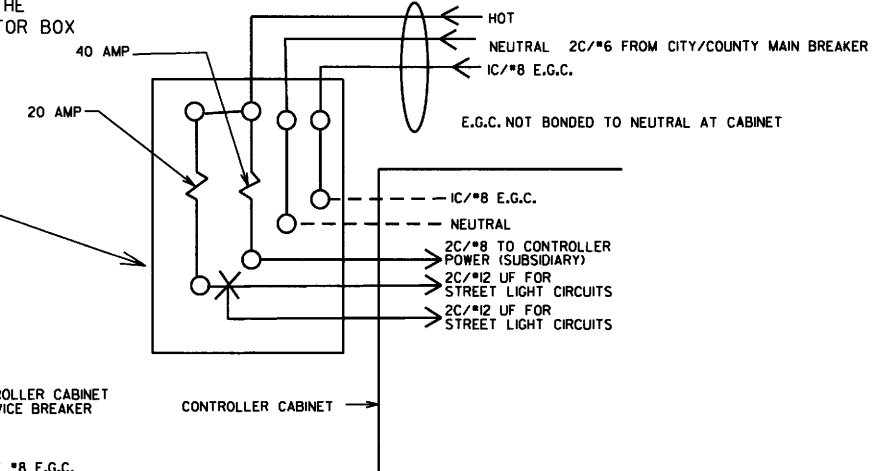 THE
TOR BOX
HOT
40 AMP
NEUTRAL 2C/#6 FROM CITY/COUNTY MAIN BREAKER
1C/#8 E.G.C.
20 AMP
E.G.C. NOT BONDED TO NEUTRAL AT CABINET
1C/#8 E.G.C.
NEUTRAL
2C/#8 TO CONTROLLER
POWER (SUBSIDIARY)
2C/#12 UF FOR
STREET LIGHT CIRCUITS
2C/#12 UF FOR
STREET LIGHT CIRCUITS
ROLLER CABINET
VICE BREAKER
CONTROLLER CABINET
#8 E.G.C.